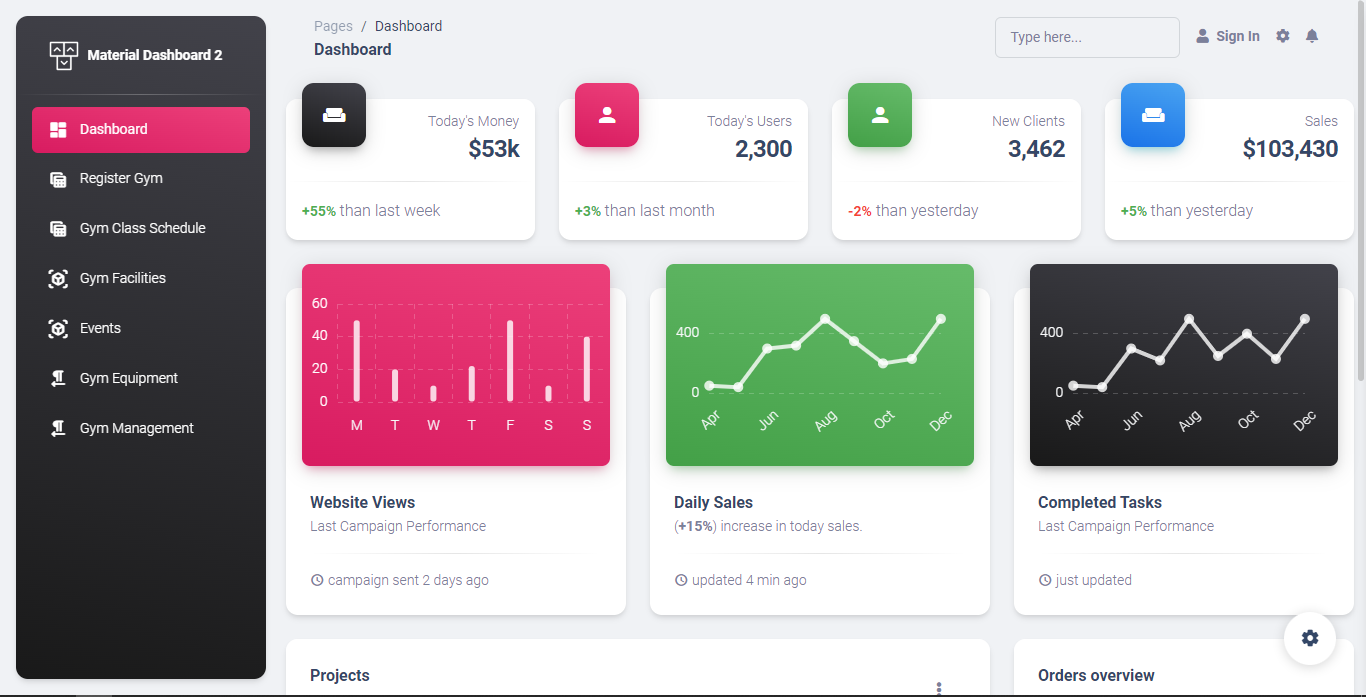 Material Dashboard 2
Dashboard
Register Gym
Gym Class Schedule
Gym Facilities
Events
Gym Equipment
Gym Management
Pages / Dashboard
Dashboard
Type here...
Sign In
Today's Money
$53k
+55% than last week
Today's Users
2,300
+3% than last month
New Clients
3,462
-2% than yesterday
Sales
$103,430
+5% than yesterday
60
40
20
0
M T W T F S S
Website Views
Last Campaign Performance
campaign sent 2 days ago
400
0
Apr Jun Aug Oct Dec
Daily Sales
(+15%) increase in today sales.
updated 4 min ago
400
0
Apr Jun Aug Oct Dec
Completed Tasks
Last Campaign Performance
just updated
Projects
Orders overview